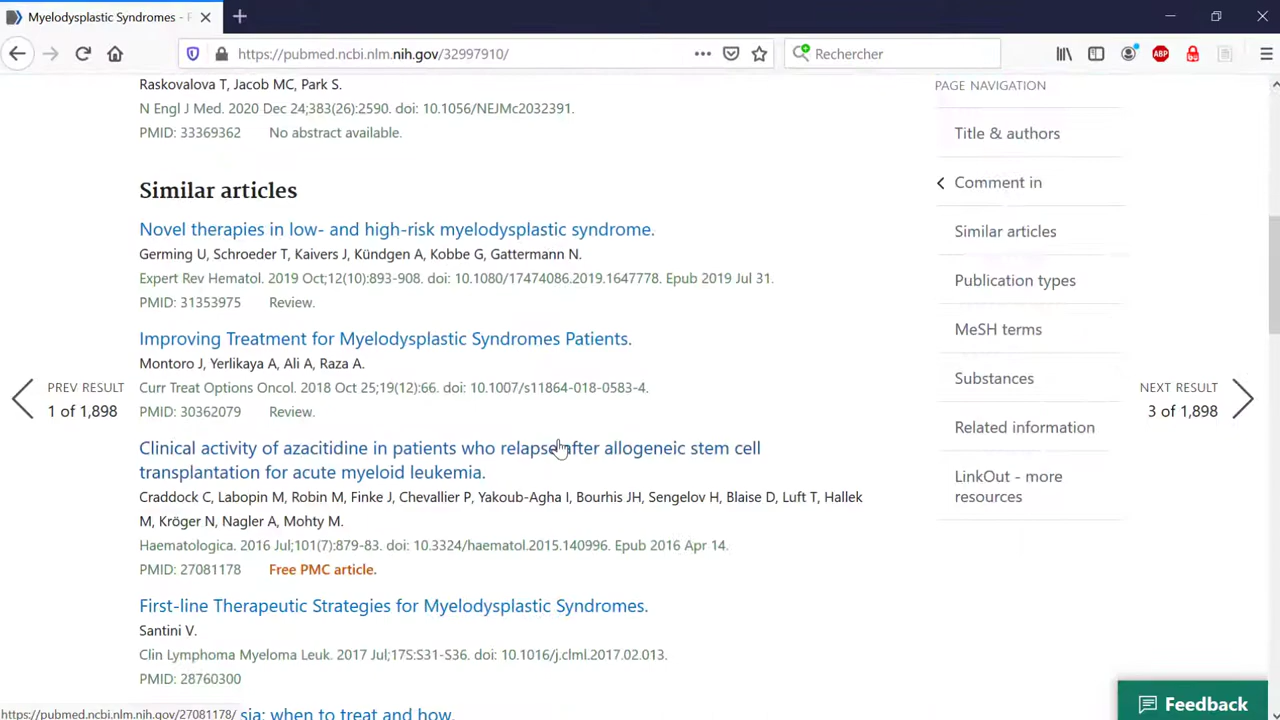 Myelodysplastic Syndromes - P
https://pubmed.ncbi.nlm.nih.gov/32997910/
Rechercher
ABP
Raskovalova T, Jacob MC, Park S.
N Engl J Med. 2020 Dec 24;383(26):2590. doi: 10.1056/NEJMc2032391.
PMID: 33369362 No abstract available.
Similar articles
Novel therapies in low- and high-risk myelodysplastic syndrome.
Germing U, Schroeder T, Kaivers J, Kündgen A, Kobbe G, Gattermann N.
Expert Rev Hematol. 2019 Oct;12(10):893-908. doi: 10.1080/17474086.2019.1647778. Epub 2019 Jul 31.
PMID: 31353975 Review.
Improving Treatment for Myelodysplastic Syndromes Patients.
Montoro J, Yerlikaya A, Ali A, Raza A.
Curr Treat Options Oncol. 2018 Oct 25;19(12):66. doi: 10.1007/s11864-018-0583-4.
PMID: 30362079 Review.
Clinical activity of azacitidine in patients who relapse after allogeneic stem cell
transplantation for acute myeloid leukemia.
Craddock C, Labopin M, Robin M, Finke J, Chevallier P, Yakoub-Agha I, Bourhis JH, Sengelov H, Blaise D, Luft T, Hallek
M, Kröger N, Nagler A, Mohty M.
Haematologica. 2016 Jul;101(7):879-83. doi: 10.3324/haematol.2015.140996. Epub 2016 Apr 14.
PMID: 27081178 Free PMC article.
First-line Therapeutic Strategies for Myelodysplastic Syndromes.
Santini V.
Clin Lymphoma Myeloma Leuk. 2017 Jul;17S:S31-S36. doi: 10.1016/j.clml.2017.02.013.
PMID: 28760300
sia: when to treat and how.
https://pubmed.ncbi.nlm.nih.gov/27081178/
PREV RESULT
1 of 1,898
PAGE NAVIGATION
Title & authors
Comment in
Similar articles
Publication types
MeSH terms
Substances
Related information
LinkOut - more
resources
NEXT RESULT
3 of 1,898
Feedback